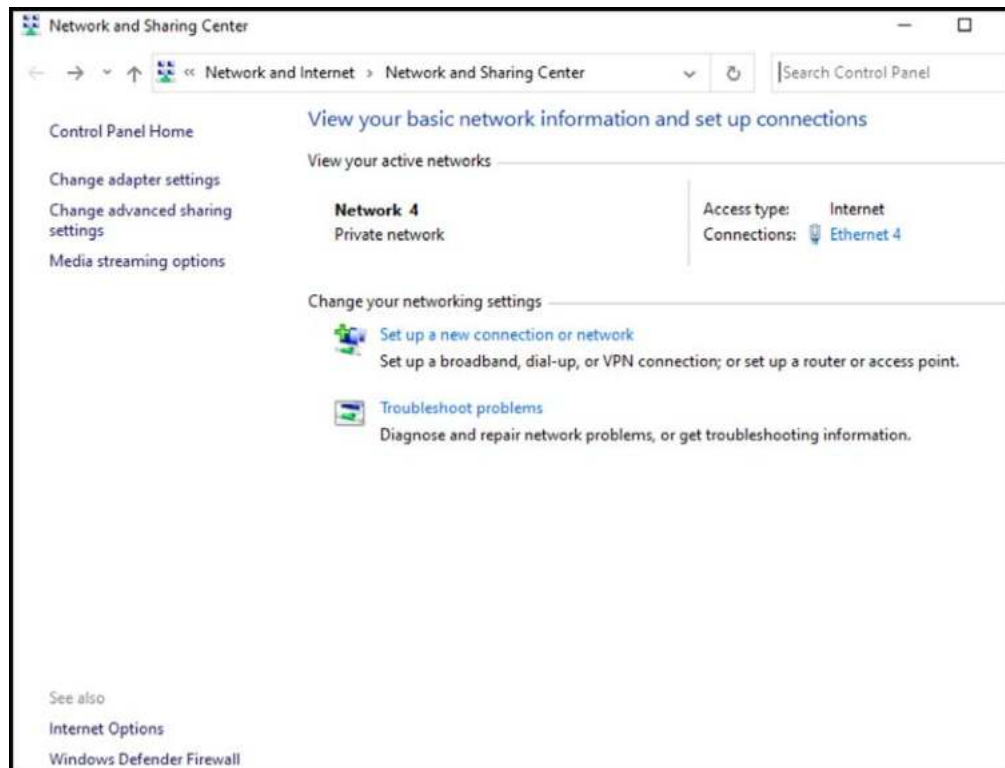 Network and Sharing Center
« Network and Internet › Network and Sharing Center
Search Control Panel
Control Panel Home
Change adapter settings
Change advanced sharing
settings
Media streaming options
View your basic network information and set up connections
View your active networks
Network 4
Private network
Access type: Internet
Connections: Ethernet 4
Change your networking settings
Set up a new connection or network
Set up a broadband, dial-up, or VPN connection; or set up a router or access point.
Troubleshoot problems
Diagnose and repair network problems, or get troubleshooting information.
See also
Internet Options
Windows Defender Firewall